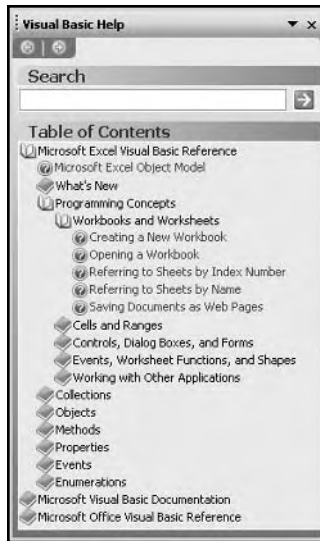 Visual Basic Help
Search
Table of Contents
Microsoft Excel Visual Basic Reference
Microsoft Excel Object Model
What's New
Programming Concepts
Workbooks and Worksheets
Creating a New Workbook
Opening a Workbook
Referring to Sheets by Index Number
Referring to Sheets by Name
Saving Documents as Web Pages
Cells and Ranges
Controls, Dialog Boxes, and Forms
Events, Worksheet Functions, and Shapes
Working with Other Applications
Collections
Objects
Methods
Properties
Events
Enumerations
Microsoft Visual Basic Documentation
Microsoft Office Visual Basic Reference